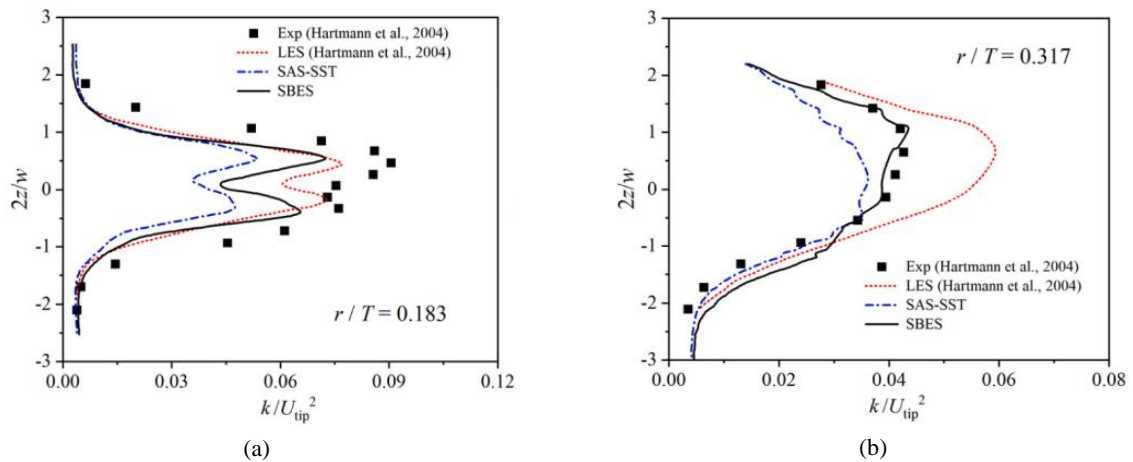 3
2
1
0
-1
-2
-3
2z/w
Exp (Hartmann et al., 2004)
LES (Hartmann et al., 2004)
SAS-SST
SBES
r / T = 0.183
0.00 0.03 0.06 0.09 0.12
k/U_tip^2
(a)
3
2
1
0
-1
-2
-3
2z/w
r / T = 0.317
Exp (Hartmann et al., 2004)
LES (Hartmann et al., 2004)
SAS-SST
SBES
0.00 0.02 0.04 0.06 0.08
k/U_tip^2
(b)